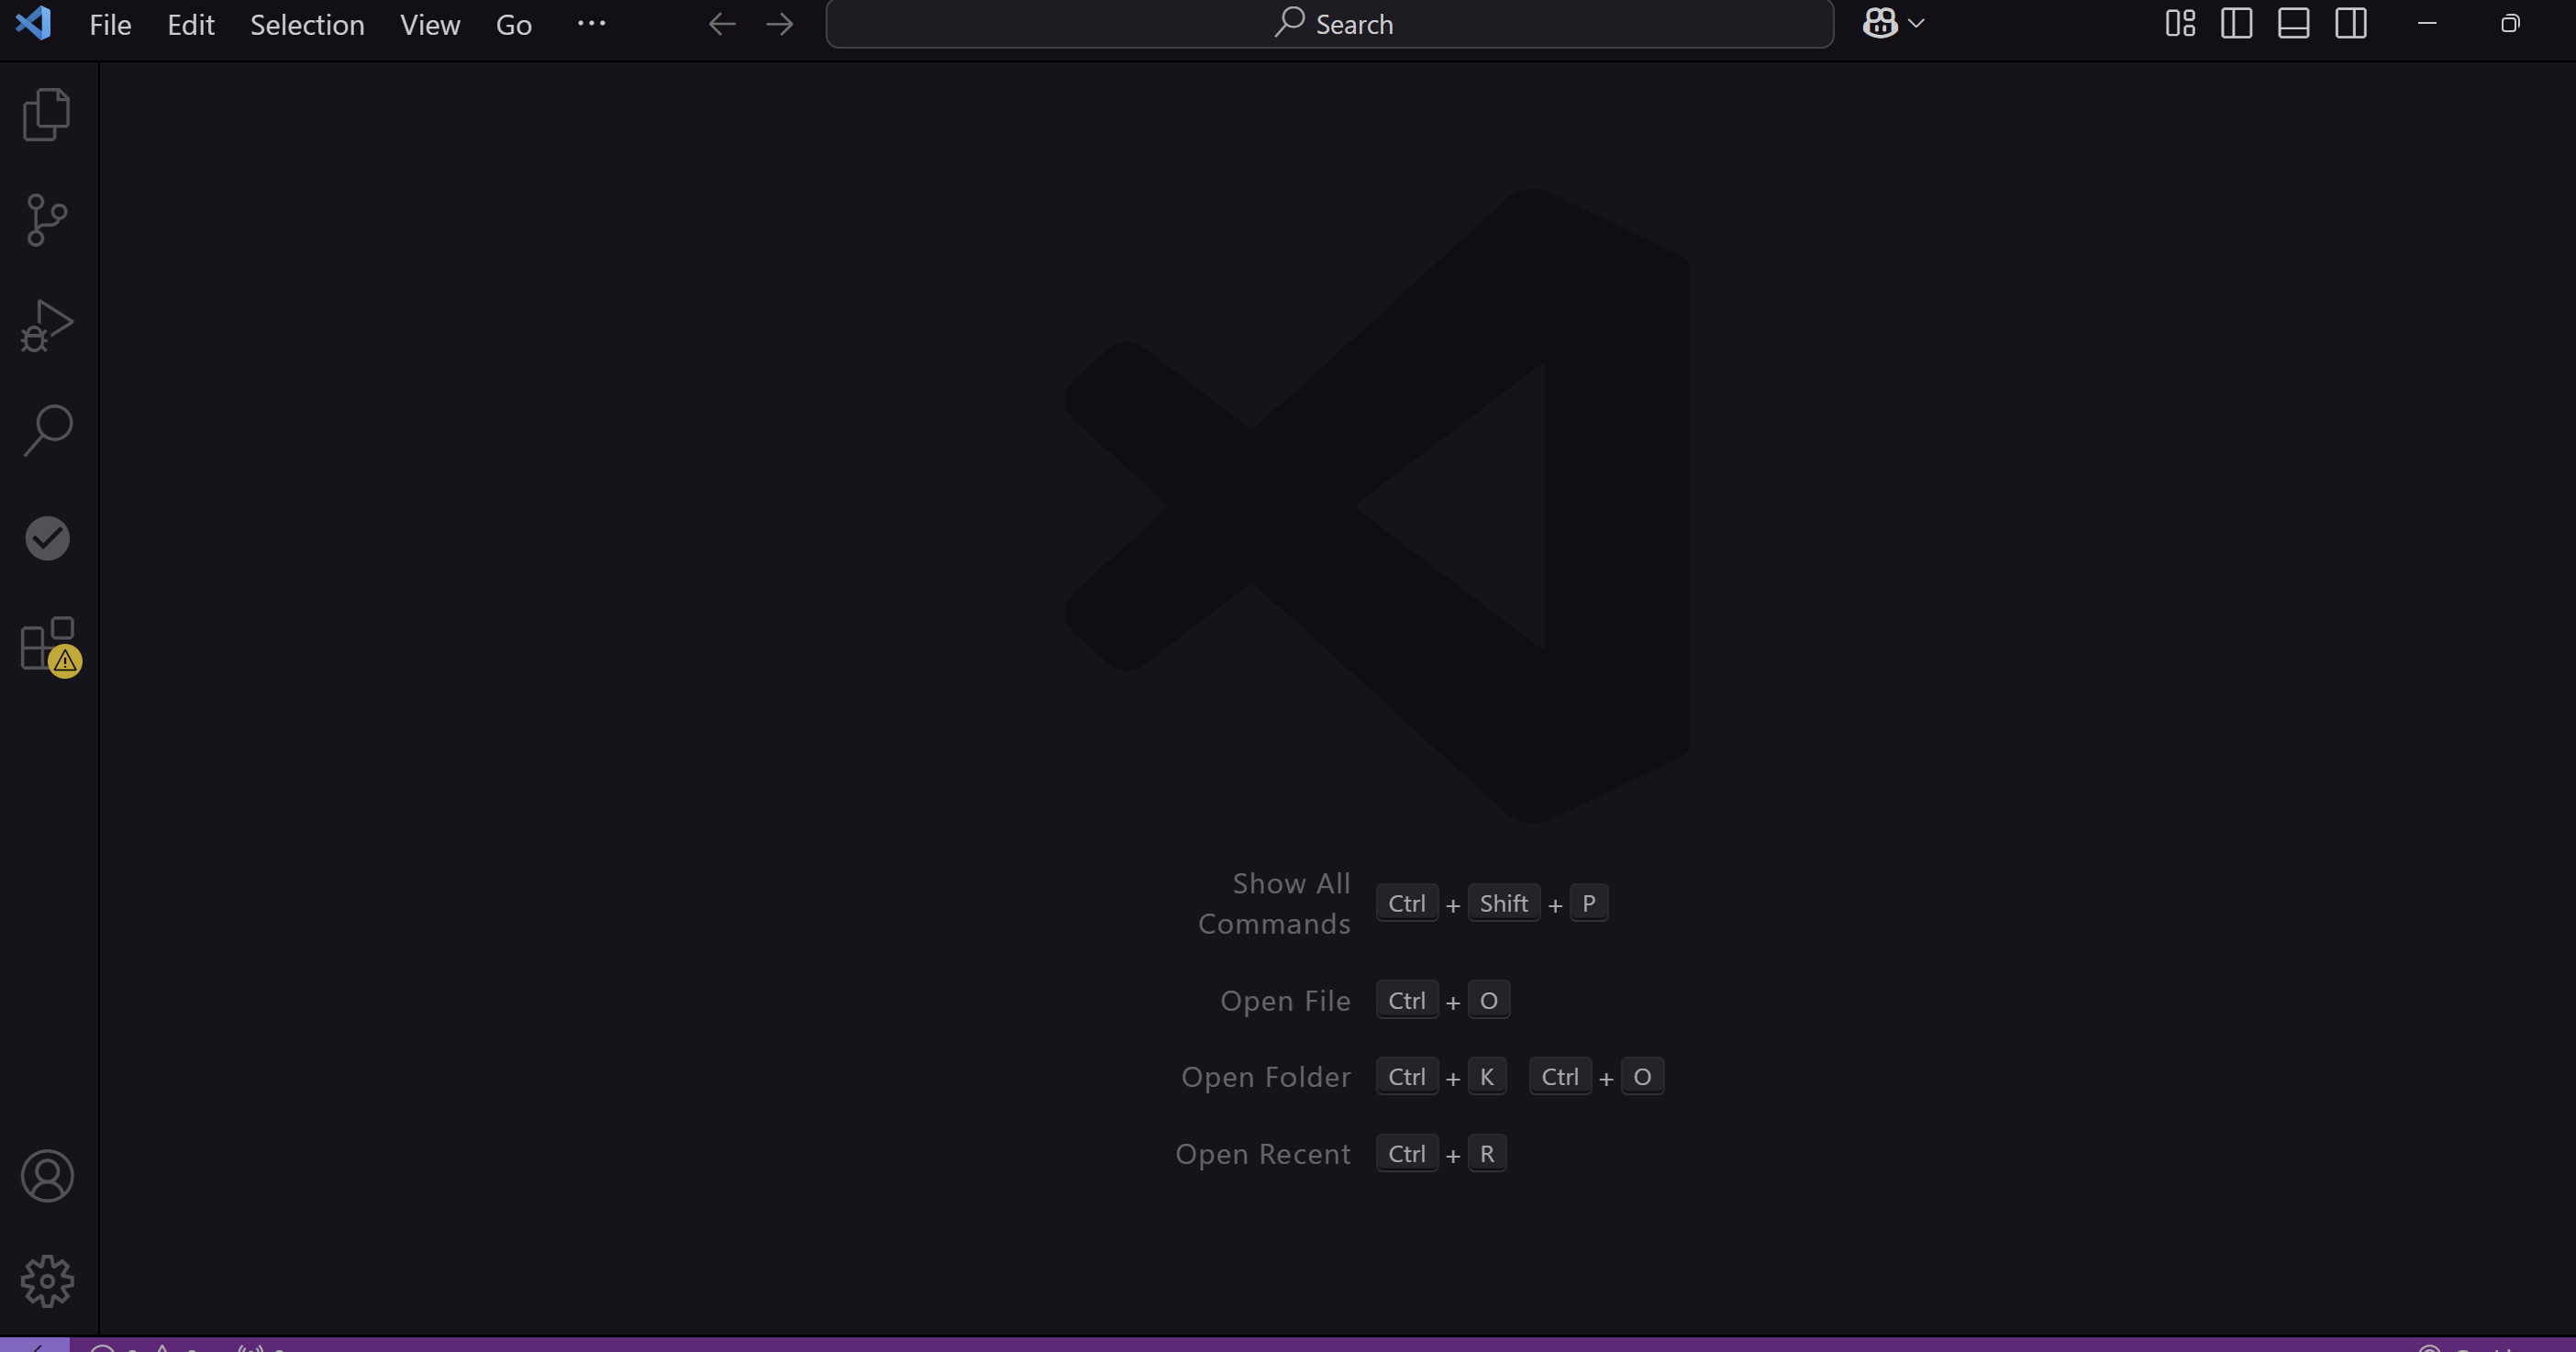 File Edit Selection View Go ··· Search
Show All
Commands Ctrl + Shift + P
Open File Ctrl + O
Open Folder Ctrl + K Ctrl + O
Open Recent Ctrl + R